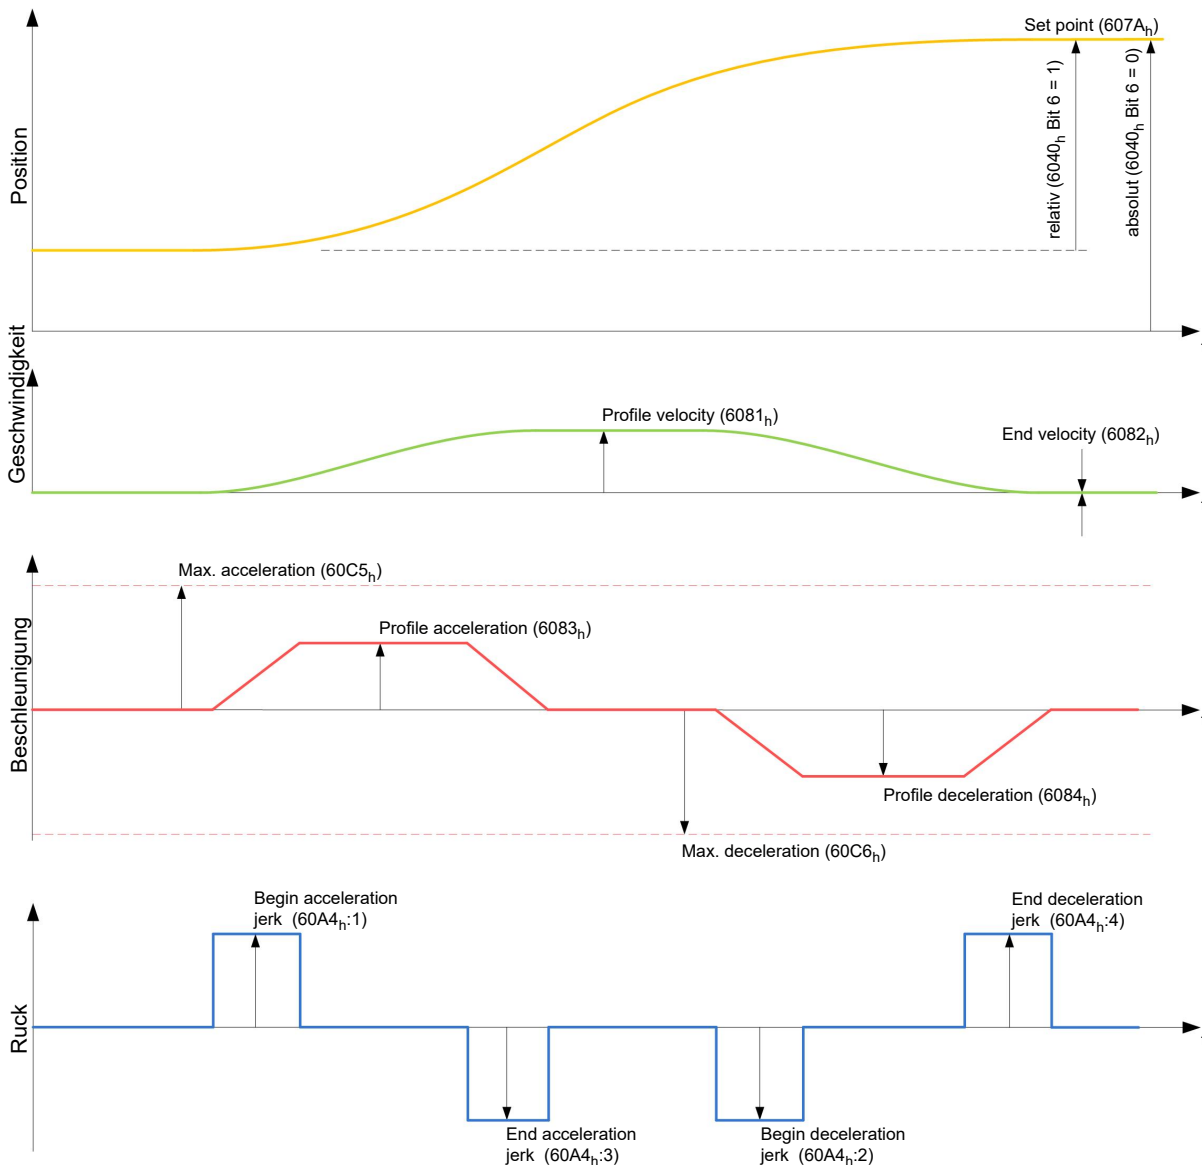 Set point (607Ah)
relativ (6040h Bit 6 = 1)
absolut (6040h Bit 6 = 0)
Position
Geschwindigkeit
Profile velocity (6081h)
End velocity (6082h)
Beschleunigung
Max. acceleration (60C5h)
Profile acceleration (6083h)
Profile deceleration (6084h)
Max. deceleration (60C6h)
Ruck
Begin acceleration
jerk (60A4h:1)
End deceleration
jerk (60A4h:4)
End acceleration
jerk (60A4h:3)
Begin deceleration
jerk (60A4h:2)